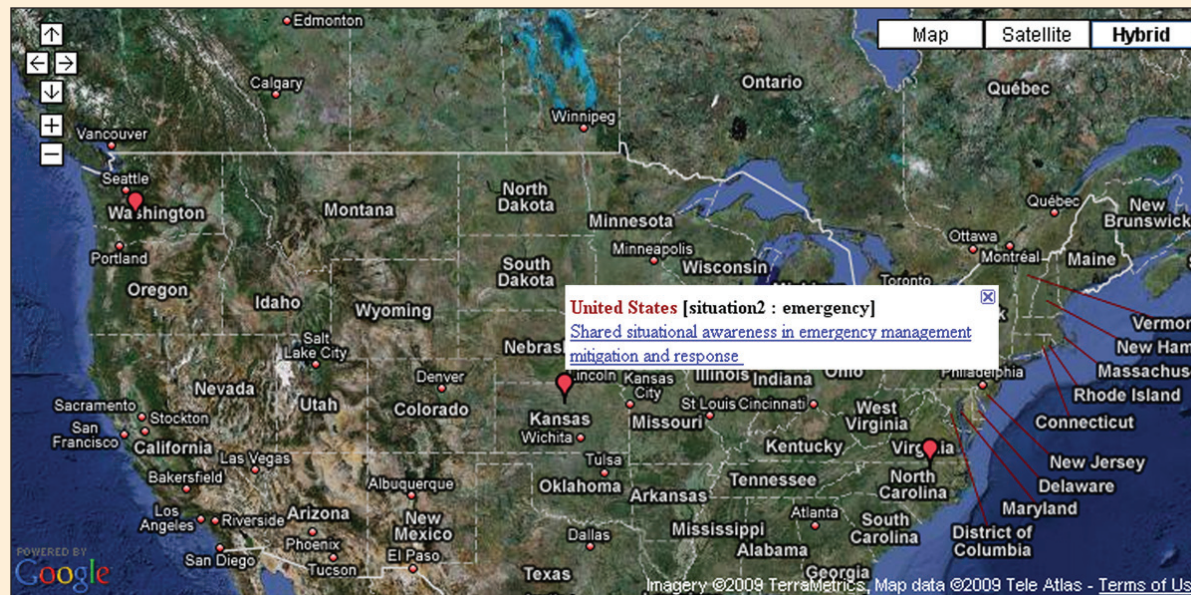 Edmonton
Map
Satellite
Hybrid
Ontario
Québec
Calgary
Winnipeg
Vancouver
Seattle
Washington
Montana
North
Dakota
Minnesota
Québec
New
Brunswick
Portland
Minneapolis
Ottawa
Montréal
Maine
South
Dakota
Wisconsin
Toronto
Oregon
Idaho
Wyoming
United States [situation2 : emergency]
Shared situational awareness in emergency management
mitigation and response
Vermon
New Ham
Massachus
Rhode Island
Connecticut
New Jersey
Delaware
Maryland
District of
Columbia
Salt
Lake City
Nebras
Lincoln
Illinois
Indiana
Ohio
Philadelphia
Nevada
Utah
Denver
Colorado
Kansas
City
Kansas
St Louis
Cincinnati
Missouri
West
Virginia
Sacramento
Stockton
San
Francisco
California
Wichita
Kentucky
Virginia
Las Vegas
Bakersfield
Tulsa
Albuquerque
Oklahoma
Tennessee
North
Carolina
Arkansas
Los
Angeles
Riverside
Arizona
New
Mexico
Atlanta
South
Carolina
Phoenix
San Diego
Tucson
El Paso
Dallas
Mississippi
Alabama
Texas
Georgia
POWERED BY
Google
Imagery ©2009 TerraMetrics, Map data ©2009 Tele Atlas - Terms of Us